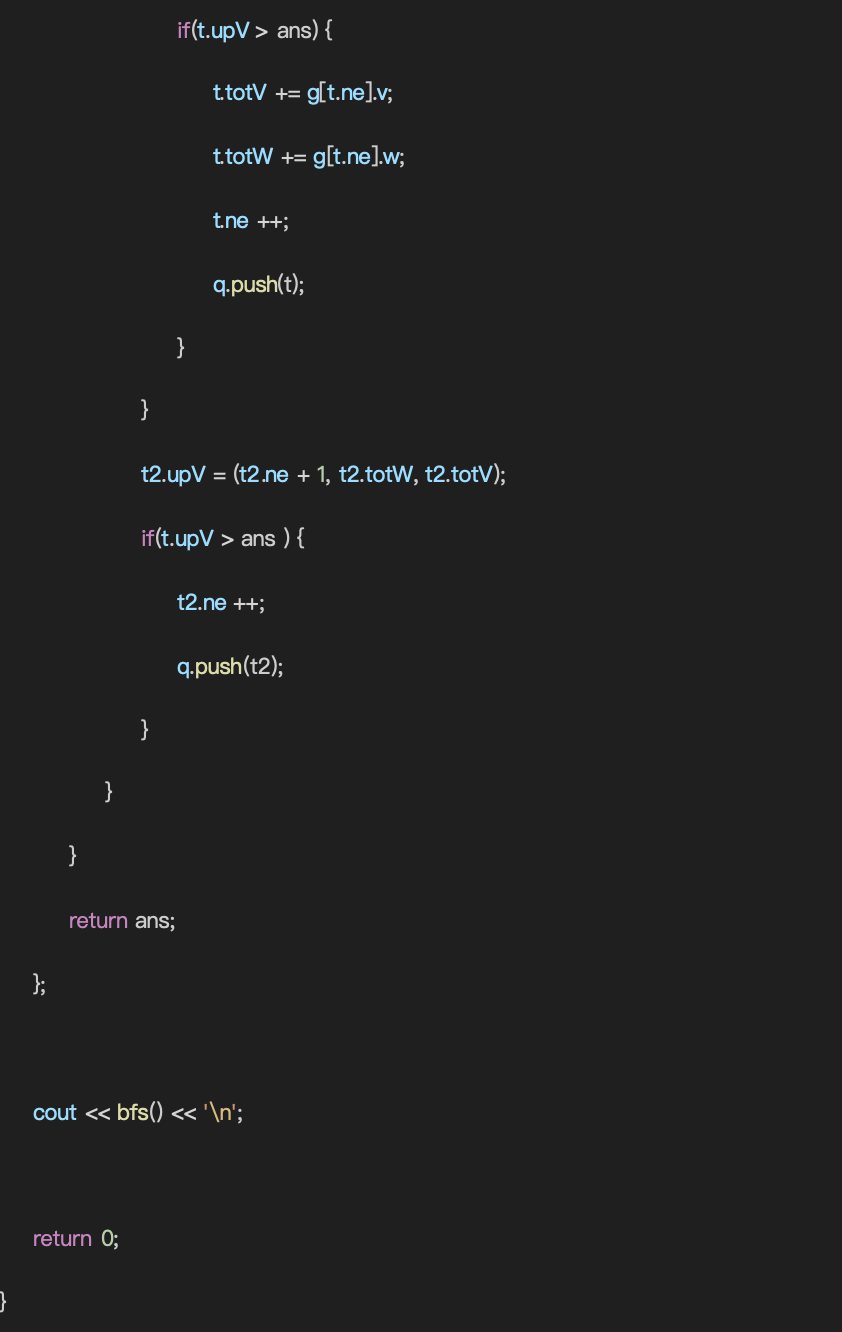 if(t.upV > ans) {
t.totV += g[t.ne].v;
t.totW += g[t.ne].w;
t.ne ++;
q.push(t);
}
}
t2.upV = (t2.ne + 1, t2.totW, t2.totV);
if(t.upV > ans ) {
t2.ne ++;
q.push(t2);
}
}
}
return ans;
};
cout << bfs() << '\n';
return 0;
}